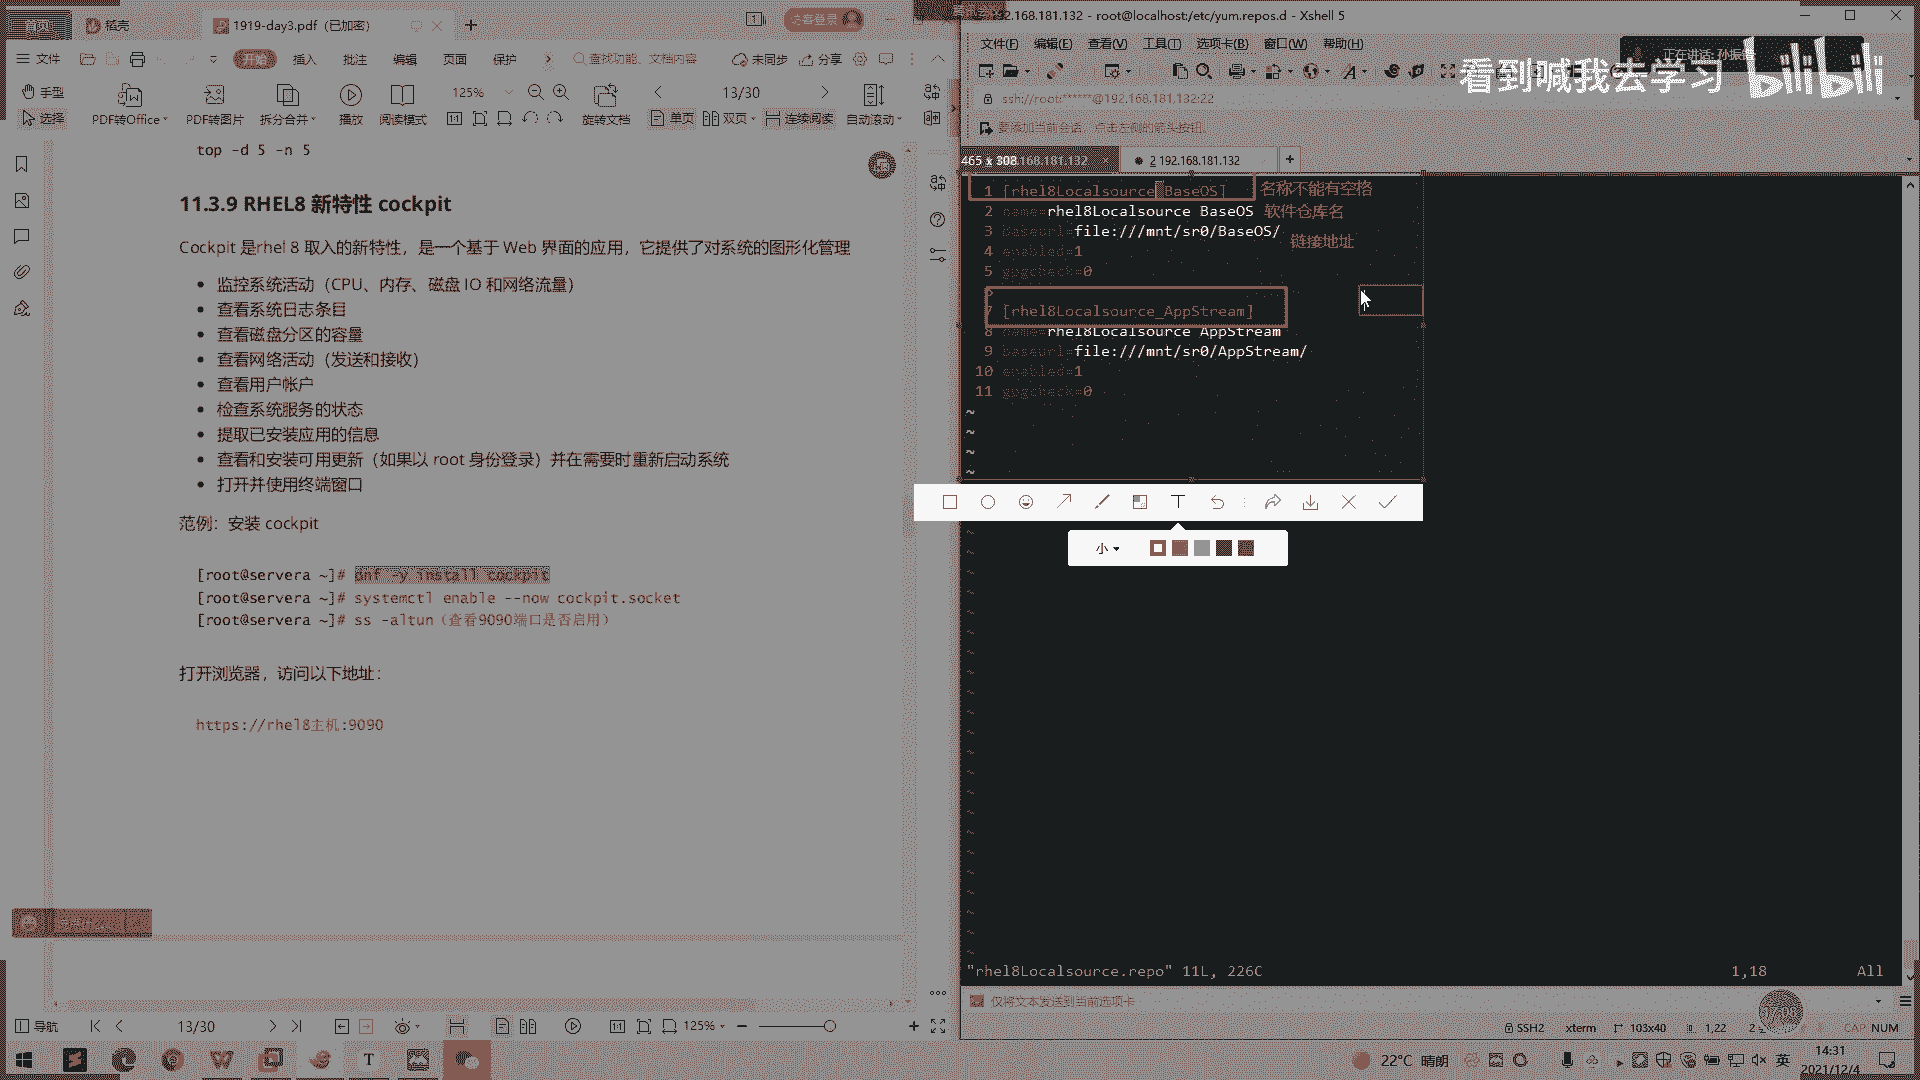 稻壳
1919-day3.pdf（已加密）
访客登录
文件
开始
插入
批注
编辑
页面
保护
查找功能、文档内容
未同步
分享
手型
选择
PDF转Office
PDF转图片
125%
拆分合并
播放
阅读模式
旋转文档
13/30
单页
双页
连续阅读
自动滚动
top -d 5 -n 5
11.3.9 RHEL8 新特性 cockpit
Cockpit 是rhel 8 取入的新特性，是一个基于 Web 界面的应用，它提供了对系统的图形化管理
监控系统活动（CPU、内存、磁盘 IO 和网络流量）
查看系统日志条目
查看磁盘分区的容量
查看网络活动（发送和接收）
查看用户帐户
检查系统服务的状态
提取已安装应用的信息
查看和安装可用更新（如果以 root 身份登录）并在需要时重新启动系统
打开并使用终端窗口
范例：安装 cockpit
[root@servera ~]# dnf -y install cockpit
[root@servera ~]# systemctl enable --now cockpit.socket
[root@servera ~]# ss -altun（查看9090端口是否启用）
打开浏览器，访问以下地址：
https://rhel8主机:9090
导航
13/30
125%
192.168.181.132 - root@localhost:/etc/yum.repos.d - Xshell 5
文件(F) 编辑(E) 查看(V) 工具(T) 选项卡(B) 窗口(W) 帮助(H)
正在讲话:
看到喊我去学习 bilibili
ssh://root:******@192.168.181.132:22
要添加当前会话，点击左侧的箭头按钮。
465 x 308
.168.181.132
2 192.168.181.132
1 [rhel8Localsource_BaseOS] 名称不能有空格
2 name=rhel8Localsource BaseOS 软件仓库名
3 baseurl=file:///mnt/sr0/BaseOS/ 链接地址
4 enabled=1
5 gpgcheck=0
7 [rhel8Localsource_AppStream]
8 name=rhel8Localsource AppStream
9 baseurl=file:///mnt/sr0/AppStream/
10 enabled=1
11 gpgcheck=0
~
~
~
~
小
"rhel8Localsource.repo" 11L, 226C 1,18 All
仅将文本发送到当前选项卡
SSH2 xterm 103x40 1,22 CAP NUM
22°C 晴朗
英
14:31
2021/12/4